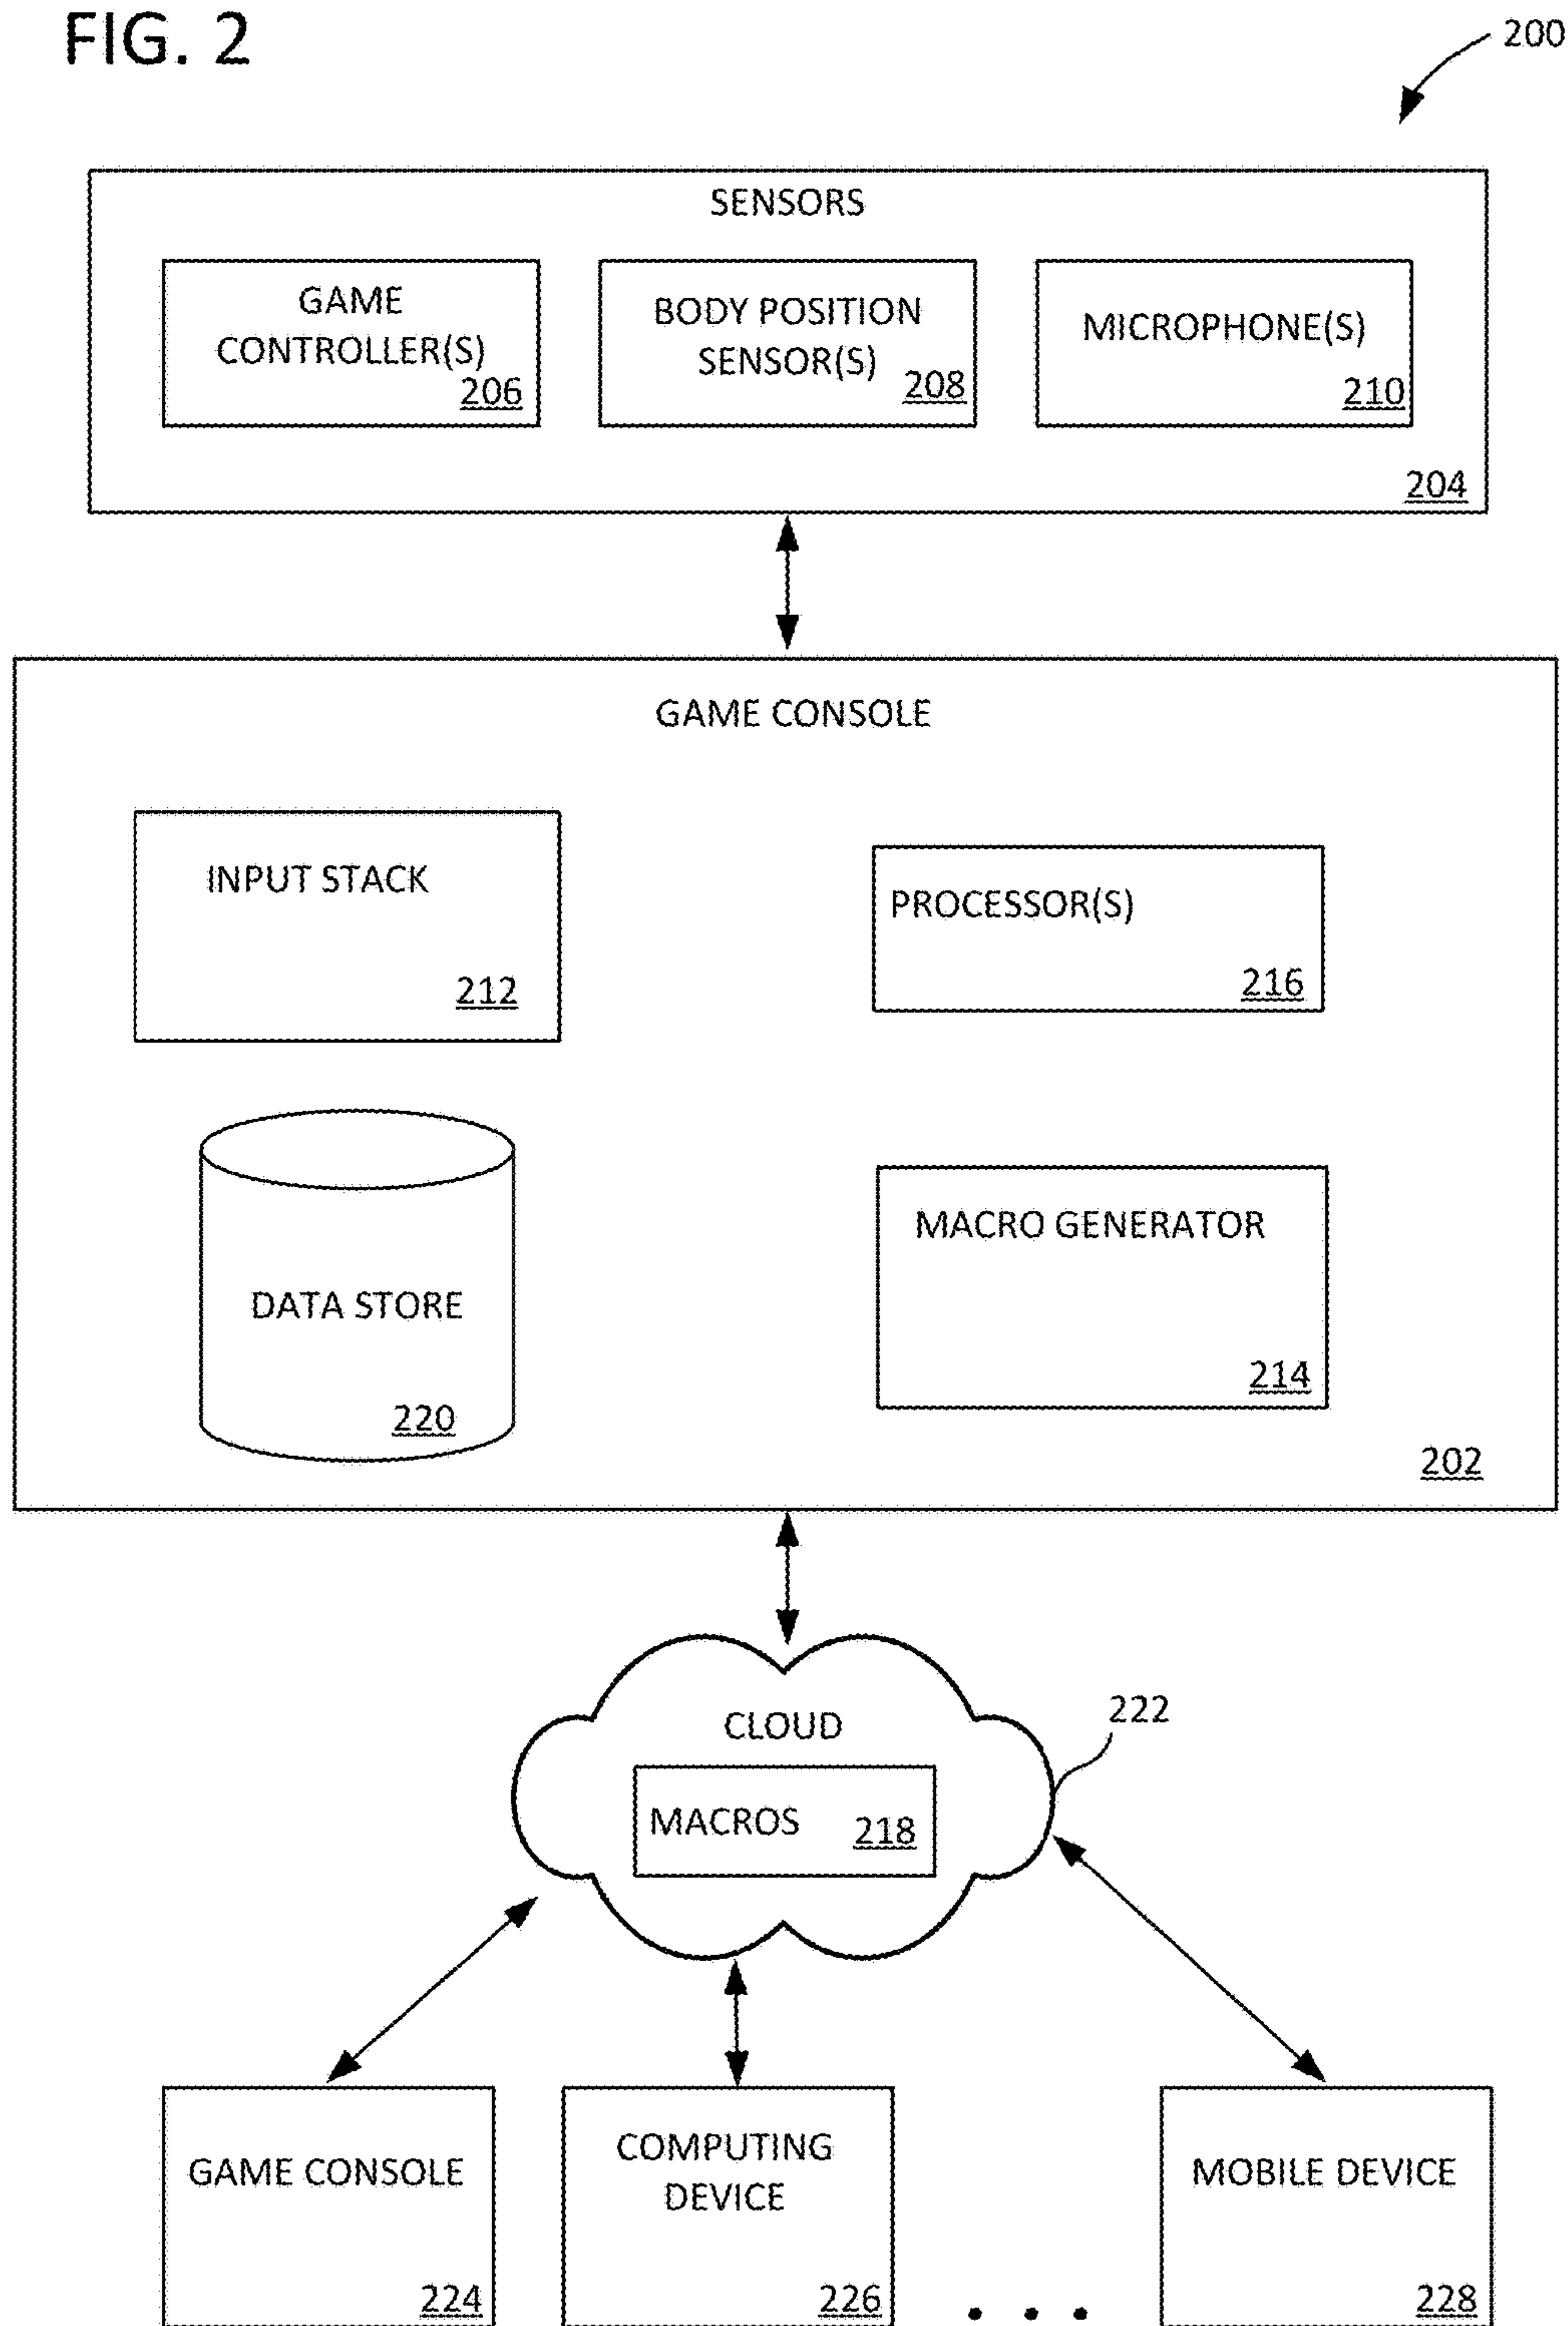 FIG. 2
200
SENSORS
GAME
CONTROLLER(S)
206
BODY POSITION
SENSOR(S)
208
MICROPHONE(S)
210
204
GAME CONSOLE
INPUT STACK
212
PROCESSOR(S)
216
DATA STORE
220
MACRO GENERATOR
214
202
CLOUD
222
MACROS 218
GAME CONSOLE
224
COMPUTING
DEVICE
226
. . .
MOBILE DEVICE
228